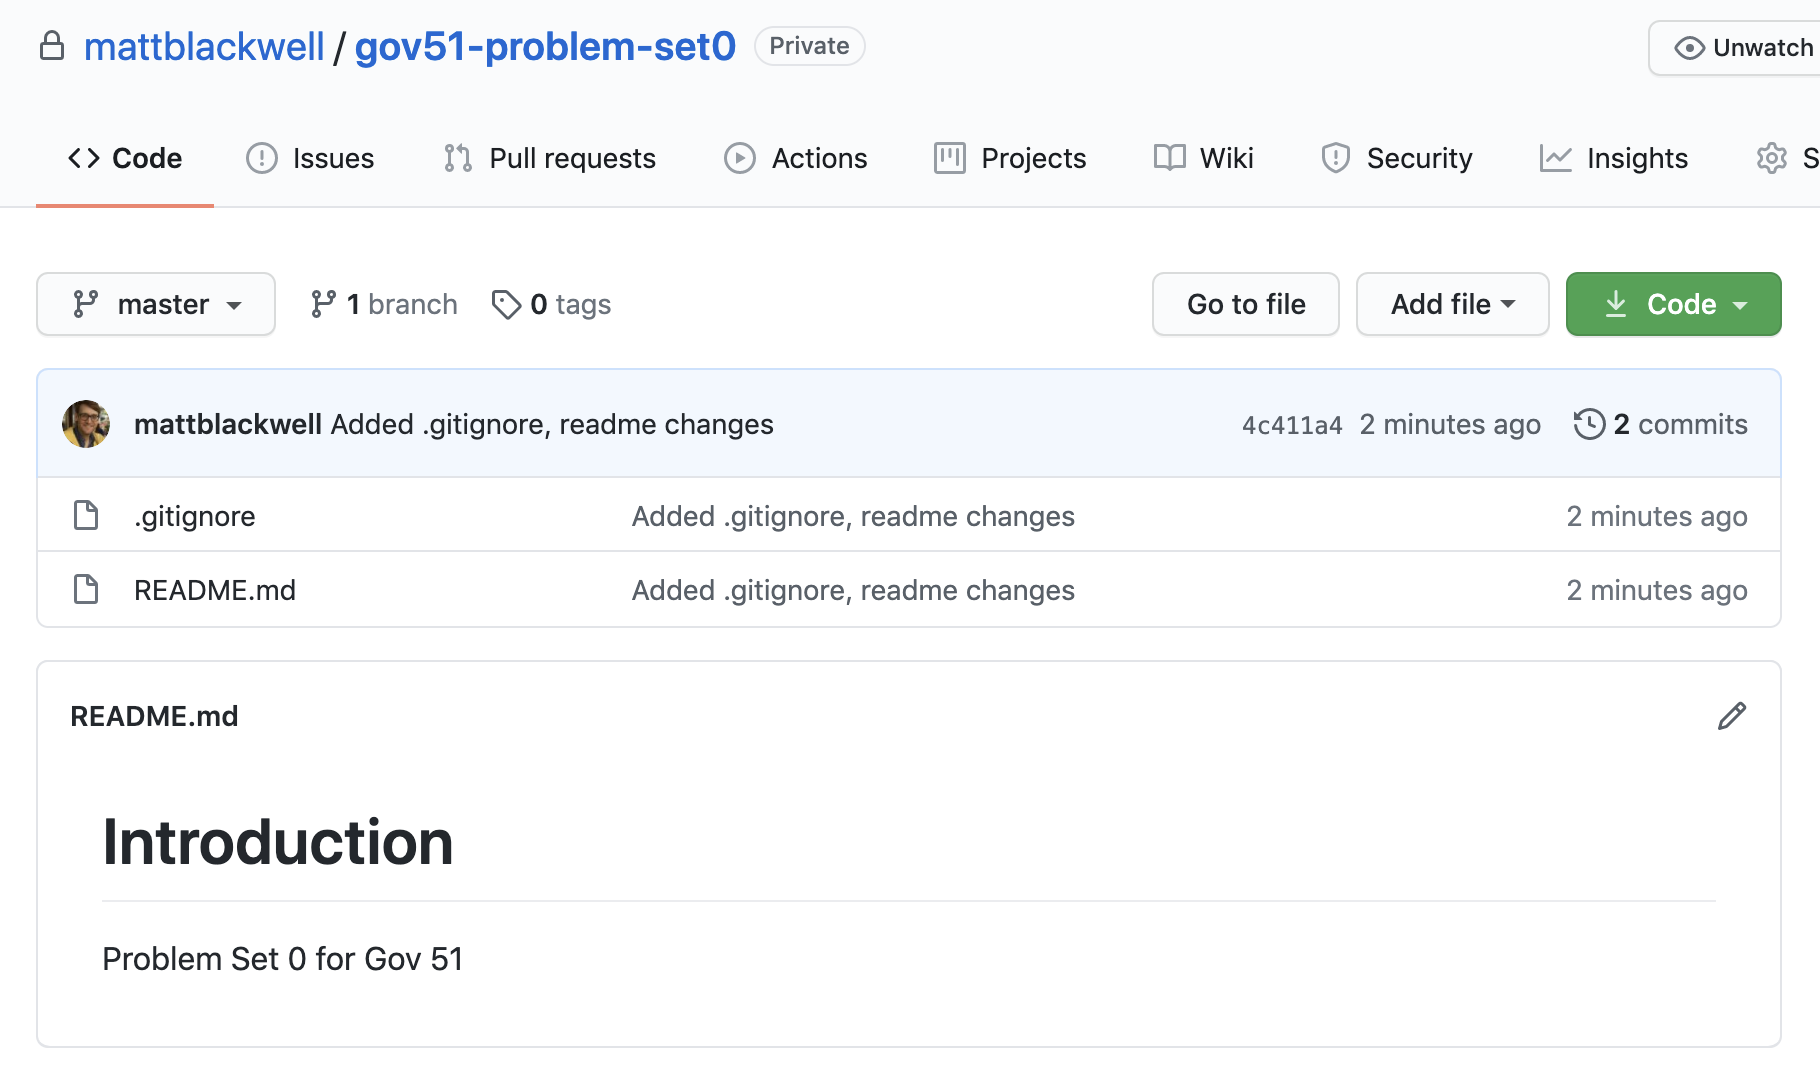 mattblackwell / gov51-problem-set0 Private Unwatch
Code Issues Pull requests Actions Projects Wiki Security Insights S
master 1 branch 0 tags Go to file Add file Code
mattblackwell Added .gitignore, readme changes 4c411a4 2 minutes ago 2 commits
.gitignore Added .gitignore, readme changes 2 minutes ago
README.md Added .gitignore, readme changes 2 minutes ago
README.md
Introduction
Problem Set 0 for Gov 51